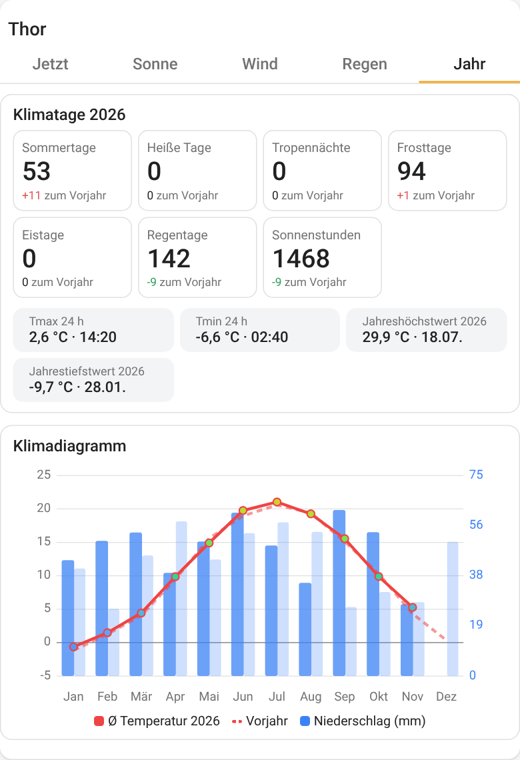 Thor
Jetzt Sonne Wind Regen Jahr
Klimatage 2026
Sommertage Heiße Tage Tropennächte Frosttage
53 0 0 94
+11 zum Vorjahr 0 zum Vorjahr 0 zum Vorjahr +1 zum Vorjahr
Eistage Regentage Sonnenstunden
0 142 1468
0 zum Vorjahr -9 zum Vorjahr -9 zum Vorjahr
Tmax 24 h Tmin 24 h Jahreshöchstwert 2026
2,6 °C · 14:20 -6,6 °C · 02:40 29,9 °C · 18.07.
Jahrestiefstwert 2026
-9,7 °C · 28.01.
Klimadiagramm
25 75
20 56
15
10 38
5 19
0
-5 0
Jan Feb Mär Apr Mai Jun Jul Aug Sep Okt Nov Dez
Ø Temperatur 2026 Vorjahr Niederschlag (mm)